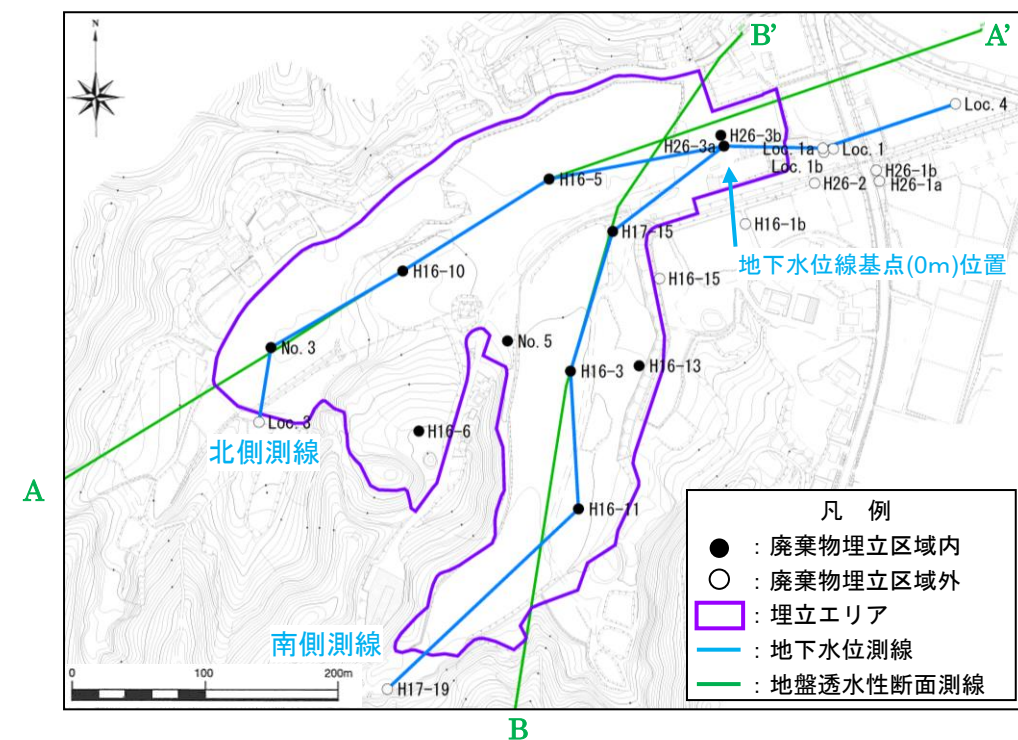 N
B’
A’
Loc. 4
H26-3b
H26-3a
Loc. 1a
Loc. 1
Loc. 1b
H26-1b
H26-2
H26-1a
H16-5
H16-1b
H17-15
地下水位線基点(0m)位置
H16-10
H16-15
No. 3
No. 5
H16-3
H16-13
Loc. 3
H16-6
北側測線
A
H16-11
南側測線
H17-19
0 100 200m
B
凡 例
: 廃棄物埋立区域内
: 廃棄物埋立区域外
: 埋立エリア
: 地下水位測線
: 地盤透水性断面測線